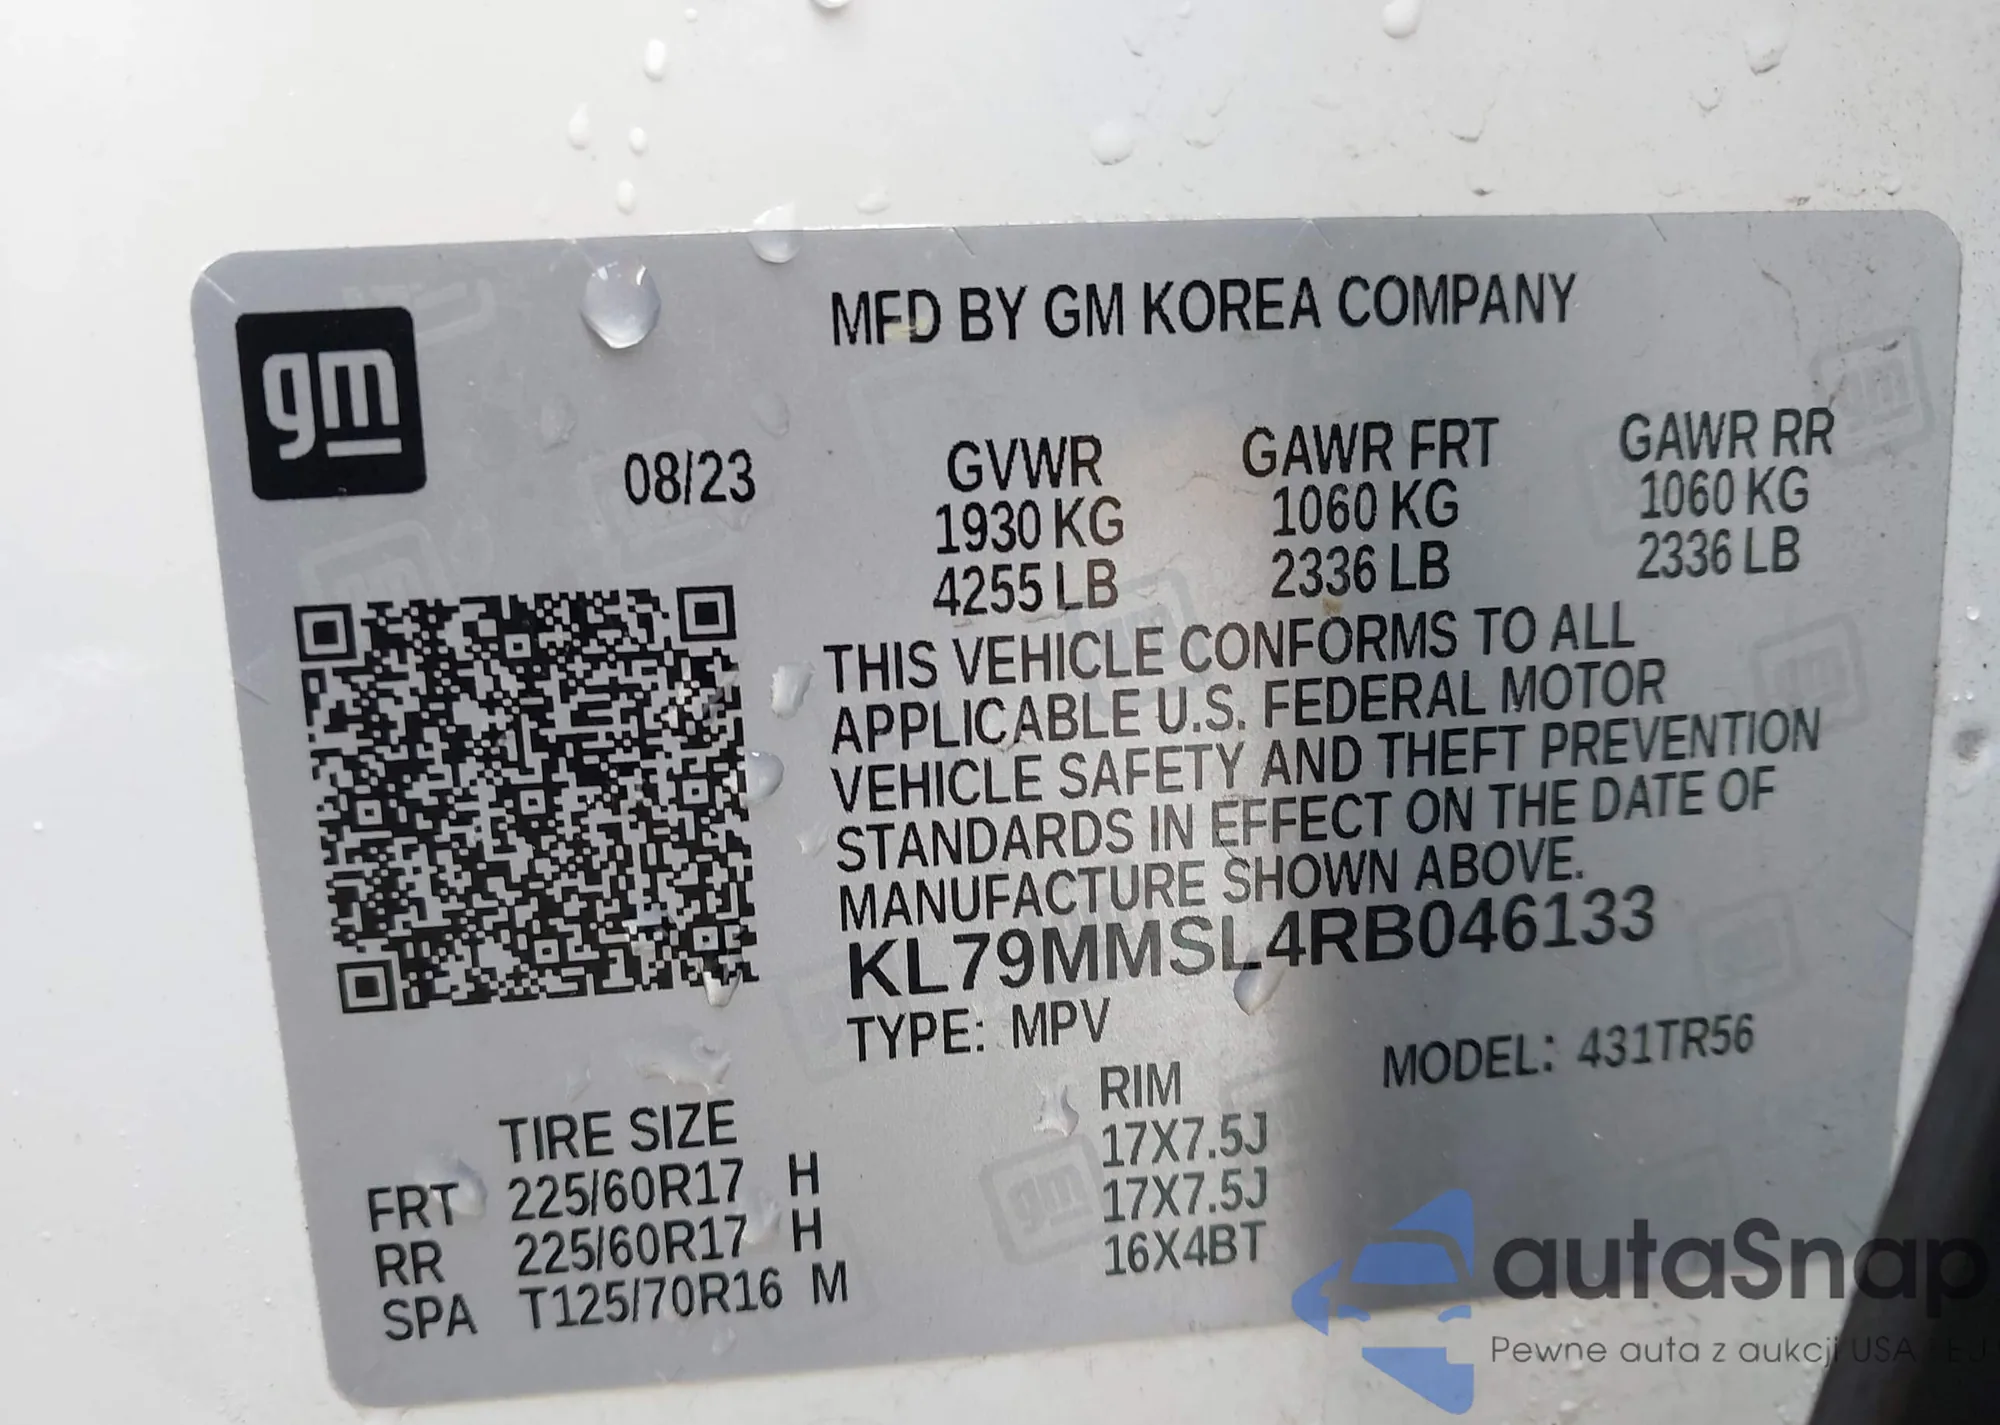 gm
MFD BY GM KOREA COMPANY
08/23
GVWR GAWR FRT GAWR RR
1930 KG 1060 KG 1060 KG
4255 LB 2336 LB 2336 LB
THIS VEHICLE CONFORMS TO ALL
APPLICABLE U.S. FEDERAL MOTOR
VEHICLE SAFETY AND THEFT PREVENTION
STANDARDS IN EFFECT ON THE DATE OF
MANUFACTURE SHOWN ABOVE.
KL79MMSL4RB046133
TYPE: MPV MODEL: 431TR56
TIRE SIZE RIM
FRT 225/60R17 H 17X7.5J
RR 225/60R17 H 17X7.5J
SPA T125/70R16 M 16X4BT
autaSnap
Pewne auta z aukcji USA i EU